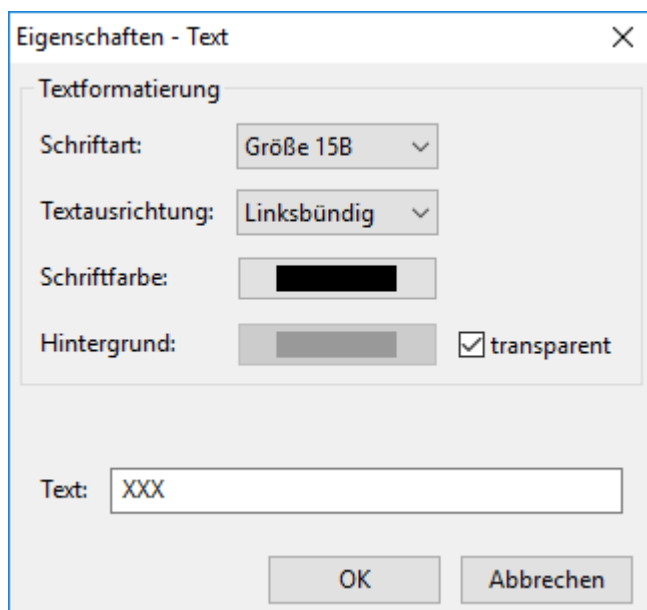 Eigenschaften - Text
Textformatierung
Schriftart: Größe 15B
Textausrichtung: Linksbündig
Schriftfarbe:
Hintergrund: transparent
Text: XXX
OK Abbrechen